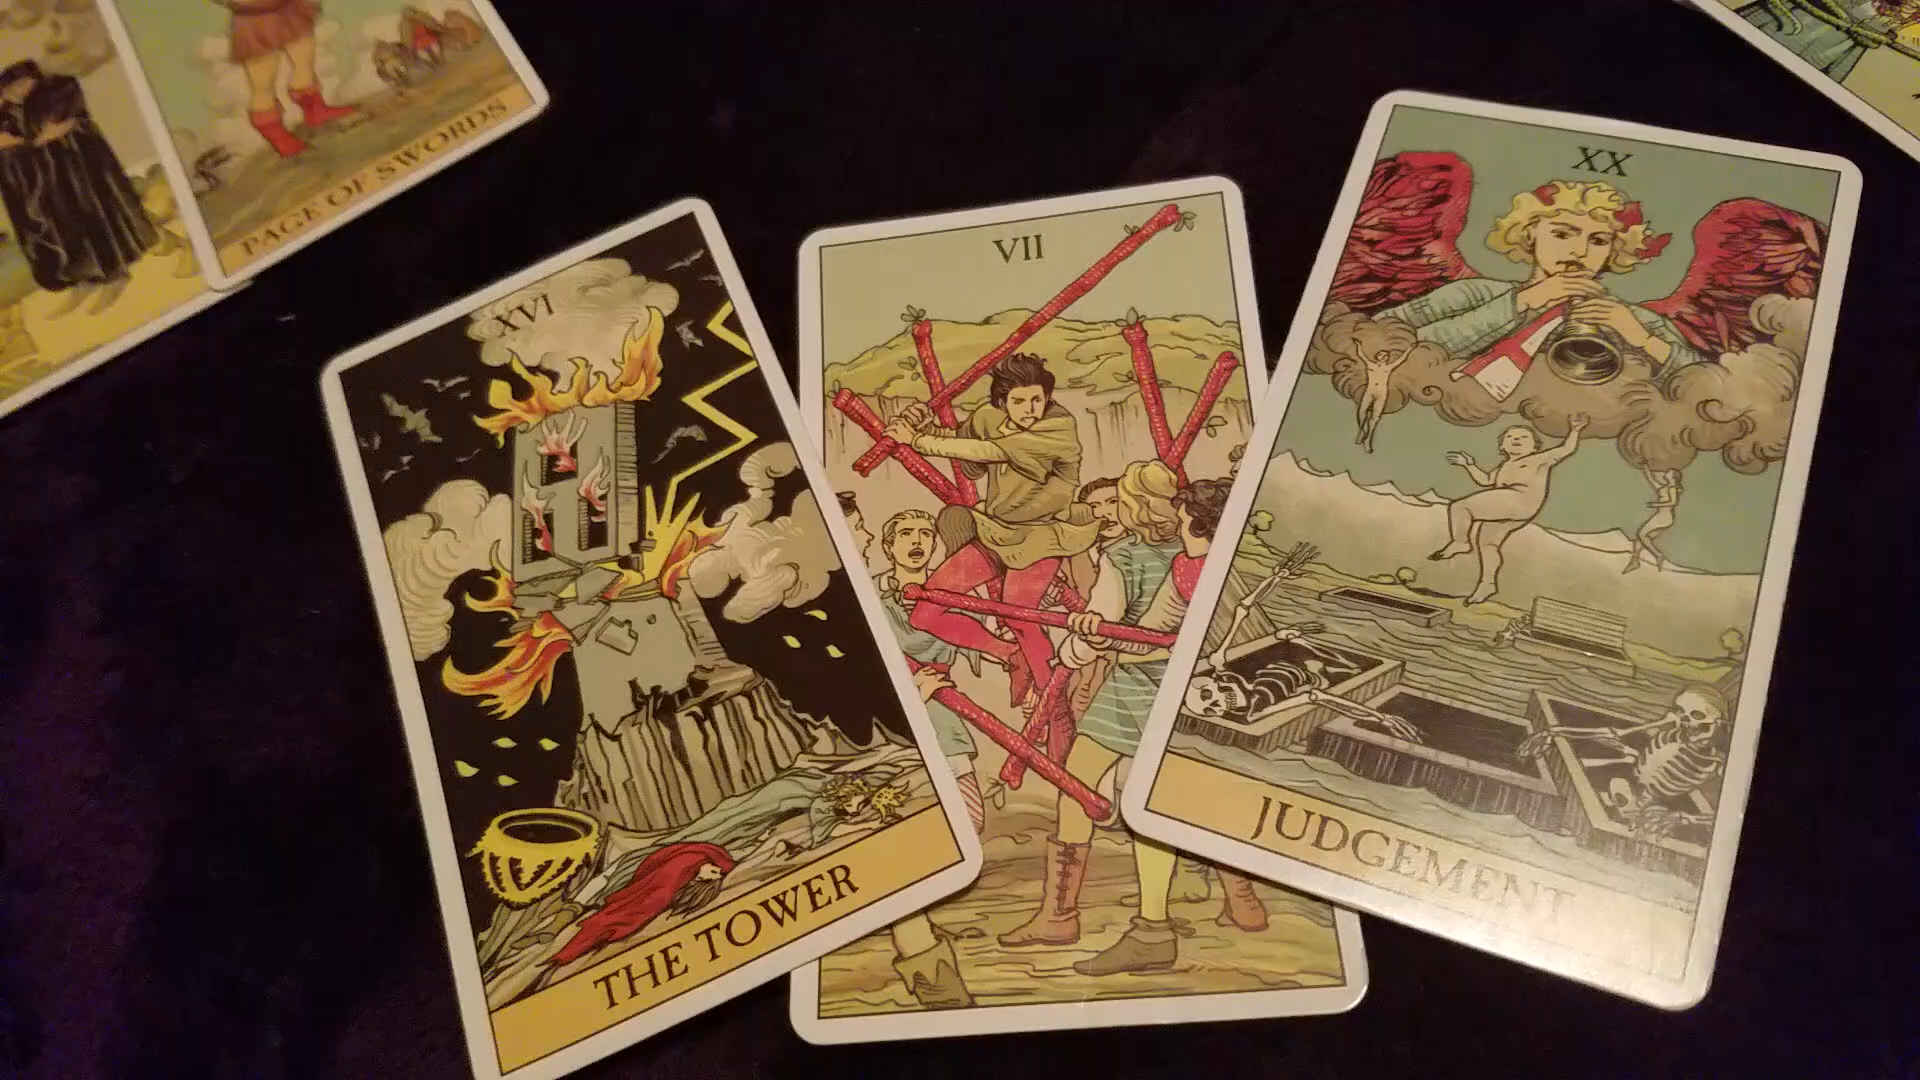 PAGE OF SWORDS
XVI
THE TOWER
VII
XX
JUDGEMENT